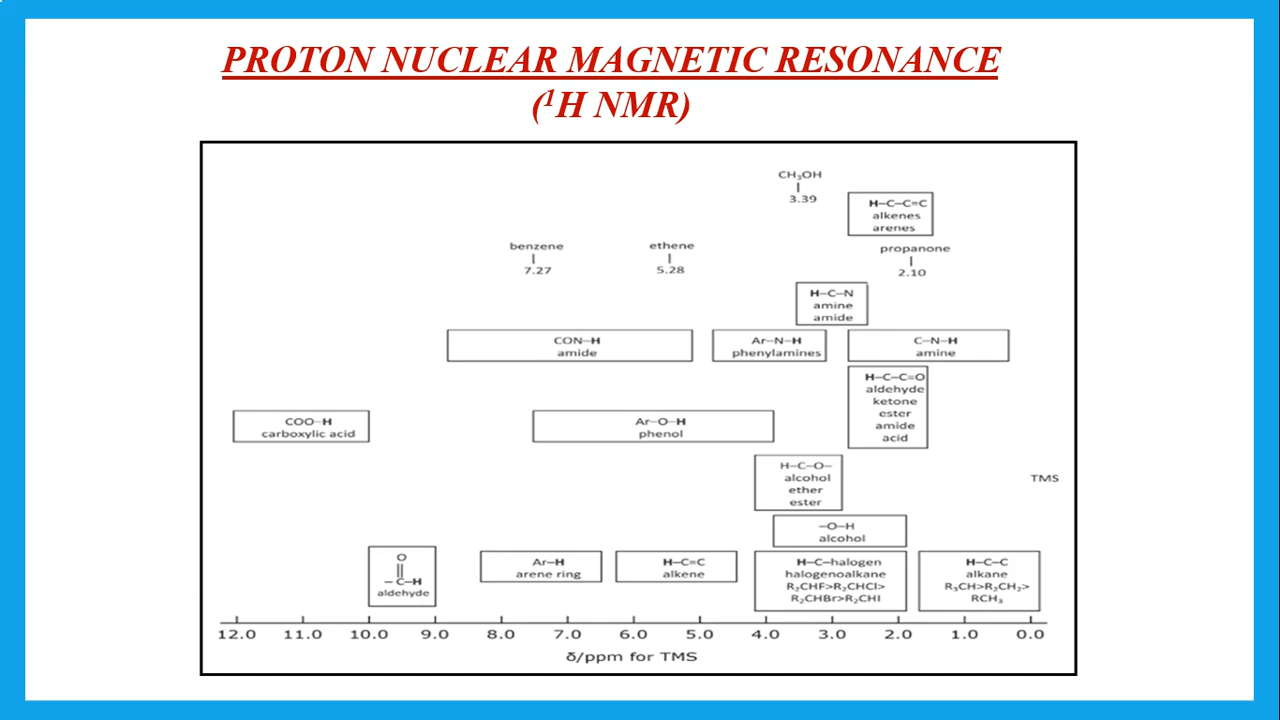 PROTON NUCLEAR MAGNETIC RESONANCE
(¹H NMR)
CH₃OH
3.39
H–C–C=C
alkenes
arenes
benzene
7.27
ethene
5.28
propanone
2.10
H–C–N
amine
amide
CON–H
amide
Ar–N–H
phenylamines
C–N–H
amine
H–C–C=O
aldehyde
ketone
ester
amide
acid
COO–H
carboxylic acid
Ar–O–H
phenol
H–C–O–
alcohol
ether
ester
TMS
–O–H
alcohol
O
– C–H
aldehyde
Ar–H
arene ring
H–C=C
alkene
H–C–halogen
halogenoalkane
R₂CHF>R₂CHCl>
R₂CHBr>R₂CHI
H–C–C
alkane
R₃CH>R₂CH₂>
RCH₃
12.0 11.0 10.0 9.0 8.0 7.0 6.0 5.0 4.0 3.0 2.0 1.0 0.0
δ/ppm for TMS